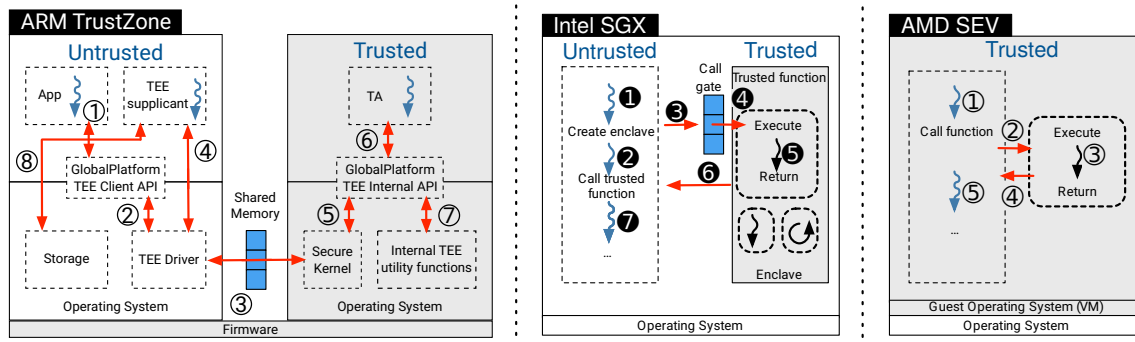 ARM TrustZone
Untrusted
Trusted
App
①
TEE
supplicant
④
⑧
GlobalPlatform
TEE Client API
②
Storage
TEE Driver
Operating System
Shared
Memory
③
TA
⑥
GlobalPlatform
TEE Internal API
⑤
⑦
Secure
Kernel
Internal TEE
utility functions
Operating System
Firmware
Intel SGX
Untrusted
Trusted
❶
Create enclave
❷
Call trusted
function
❼
...
❸
Call
gate
❹
❻
Trusted function
Execute
❺
Return
Enclave
Operating System
AMD SEV
Trusted
①
Call function
②
⑤
④
...
Execute
③
Return
Guest Operating System (VM)
Operating System